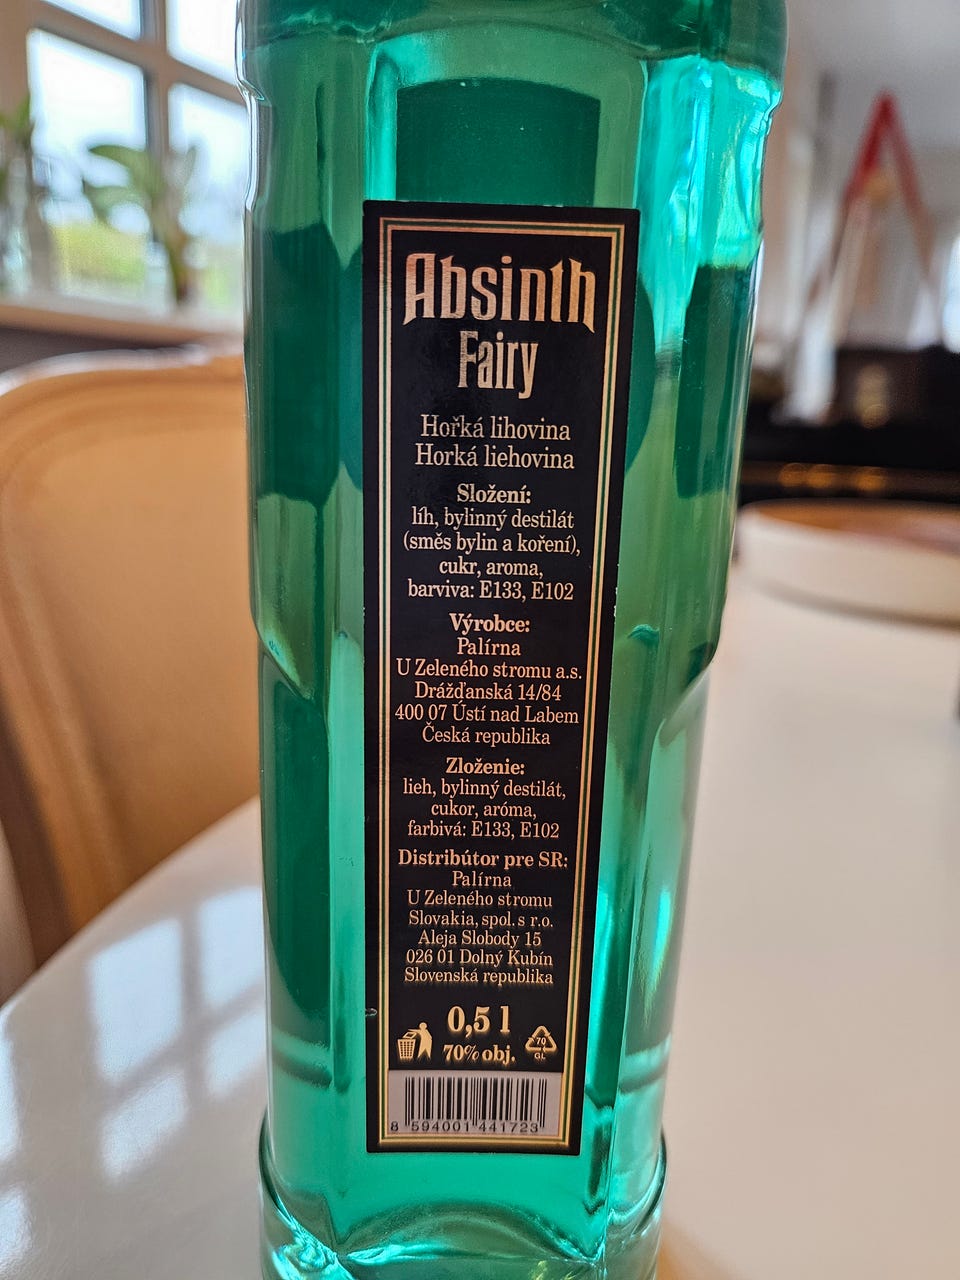 Absinth
Fairy
Hořká lihovina
Horká liehovina
Složení:
líh, bylinný destilát
(směs bylin a koření),
cukr, aroma,
barviva: E133, E102
Výrobce:
Palírna
U Zeleného stromu a.s.
Drážďanská 14/84
400 07 Ústí nad Labem
Česká republika
Zloženie:
lieh, bylinný destilát,
cukor, aróma,
farbivá: E133, E102
Distribútor pre SR:
Palírna
U Zeleného stromu
Slovakia, spol. s r.o.
Aleja Slobody 15
026 01 Dolný Kubín
Slovenská republika
0,5 l
70% obj.
70
GL
8 594001 441723